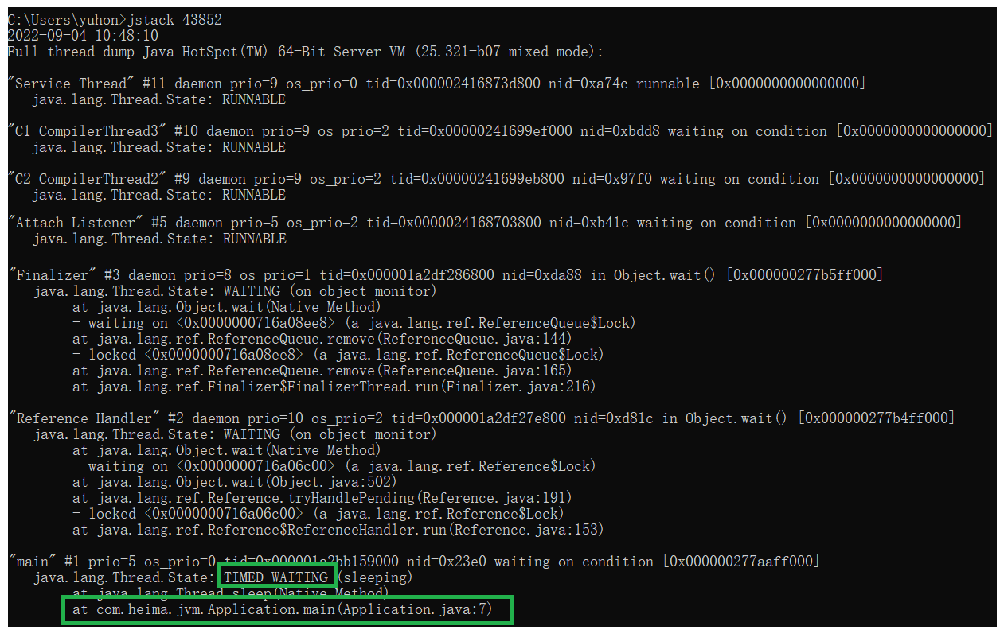 C:\Users\yuhon>jstack 43852
2022-09-04 10:48:10
Full thread dump Java HotSpot(TM) 64-Bit Server VM (25.321-b07 mixed mode):
"Service Thread" #11 daemon prio=9 os_prio=0 tid=0x000002416873d800 nid=0xa74c runnable [0x0000000000000000]
java.lang.Thread.State: RUNNABLE
"C1 CompilerThread3" #10 daemon prio=9 os_prio=2 tid=0x00000241699ef000 nid=0xbdd8 waiting on condition [0x0000000000000000]
java.lang.Thread.State: RUNNABLE
"C2 CompilerThread2" #9 daemon prio=9 os_prio=2 tid=0x00000241699eb800 nid=0x97f0 waiting on condition [0x0000000000000000]
java.lang.Thread.State: RUNNABLE
"Attach Listener" #5 daemon prio=5 os_prio=2 tid=0x0000024168703800 nid=0xb41c waiting on condition [0x0000000000000000]
java.lang.Thread.State: RUNNABLE
"Finalizer" #3 daemon prio=8 os_prio=1 tid=0x000001a2df286800 nid=0xda88 in Object.wait() [0x000000277b5ff000]
java.lang.Thread.State: WAITING (on object monitor)
at java.lang.Object.wait(Native Method)
- waiting on <0x0000000716a08ee8> (a java.lang.ref.ReferenceQueue$Lock)
at java.lang.ref.ReferenceQueue.remove(ReferenceQueue.java:144)
- locked <0x0000000716a08ee8> (a java.lang.ref.ReferenceQueue$Lock)
at java.lang.ref.ReferenceQueue.remove(ReferenceQueue.java:165)
at java.lang.ref.Finalizer$FinalizerThread.run(Finalizer.java:216)
"Reference Handler" #2 daemon prio=10 os_prio=2 tid=0x000001a2df27e800 nid=0xd81c in Object.wait() [0x000000277b4ff000]
java.lang.Thread.State: WAITING (on object monitor)
at java.lang.Object.wait(Native Method)
- waiting on <0x0000000716a06c00> (a java.lang.ref.Reference$Lock)
at java.lang.Object.wait(Object.java:502)
at java.lang.ref.Reference.tryHandlePending(Reference.java:191)
- locked <0x0000000716a06c00> (a java.lang.ref.Reference$Lock)
at java.lang.ref.Reference$ReferenceHandler.run(Reference.java:153)
"main" #1 prio=5 os_prio=0 tid=0x000001a2bb159000 nid=0x23e0 waiting on condition [0x000000277aaff000]
java.lang.Thread.State: TIMED_WAITING (sleeping)
at java.lang.Thread.sleep(Native Method)
at com.heima.jvm.Application.main(Application.java:7)